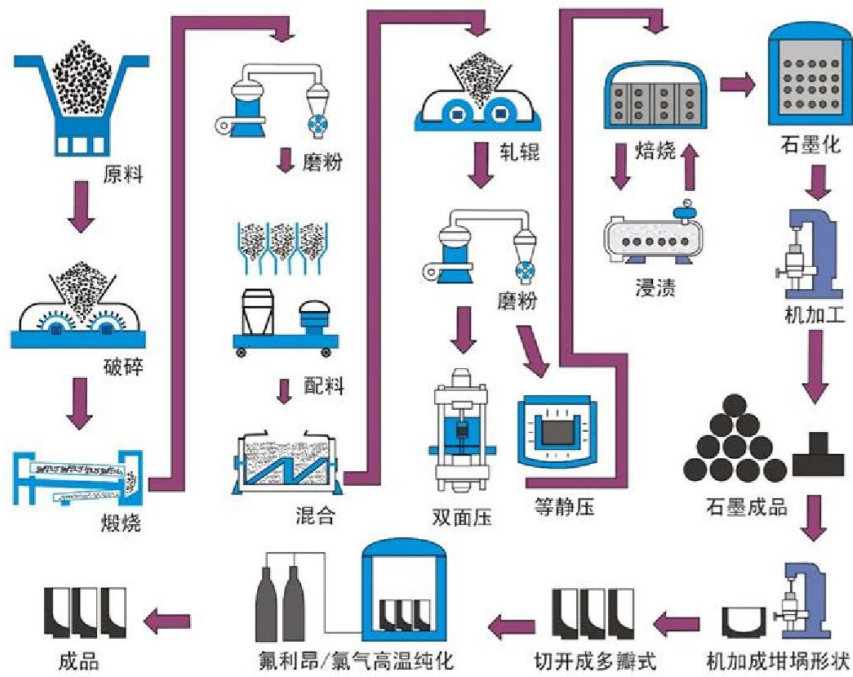 原料
破碎
煅烧
磨粉
配料
混合
轧辊
磨粉
双面压
等静压
焙烧
浸渍
石墨化
机加工
石墨成品
机加成坩埚形状
切开成多瓣式
氟利昂/氯气高温纯化
成品